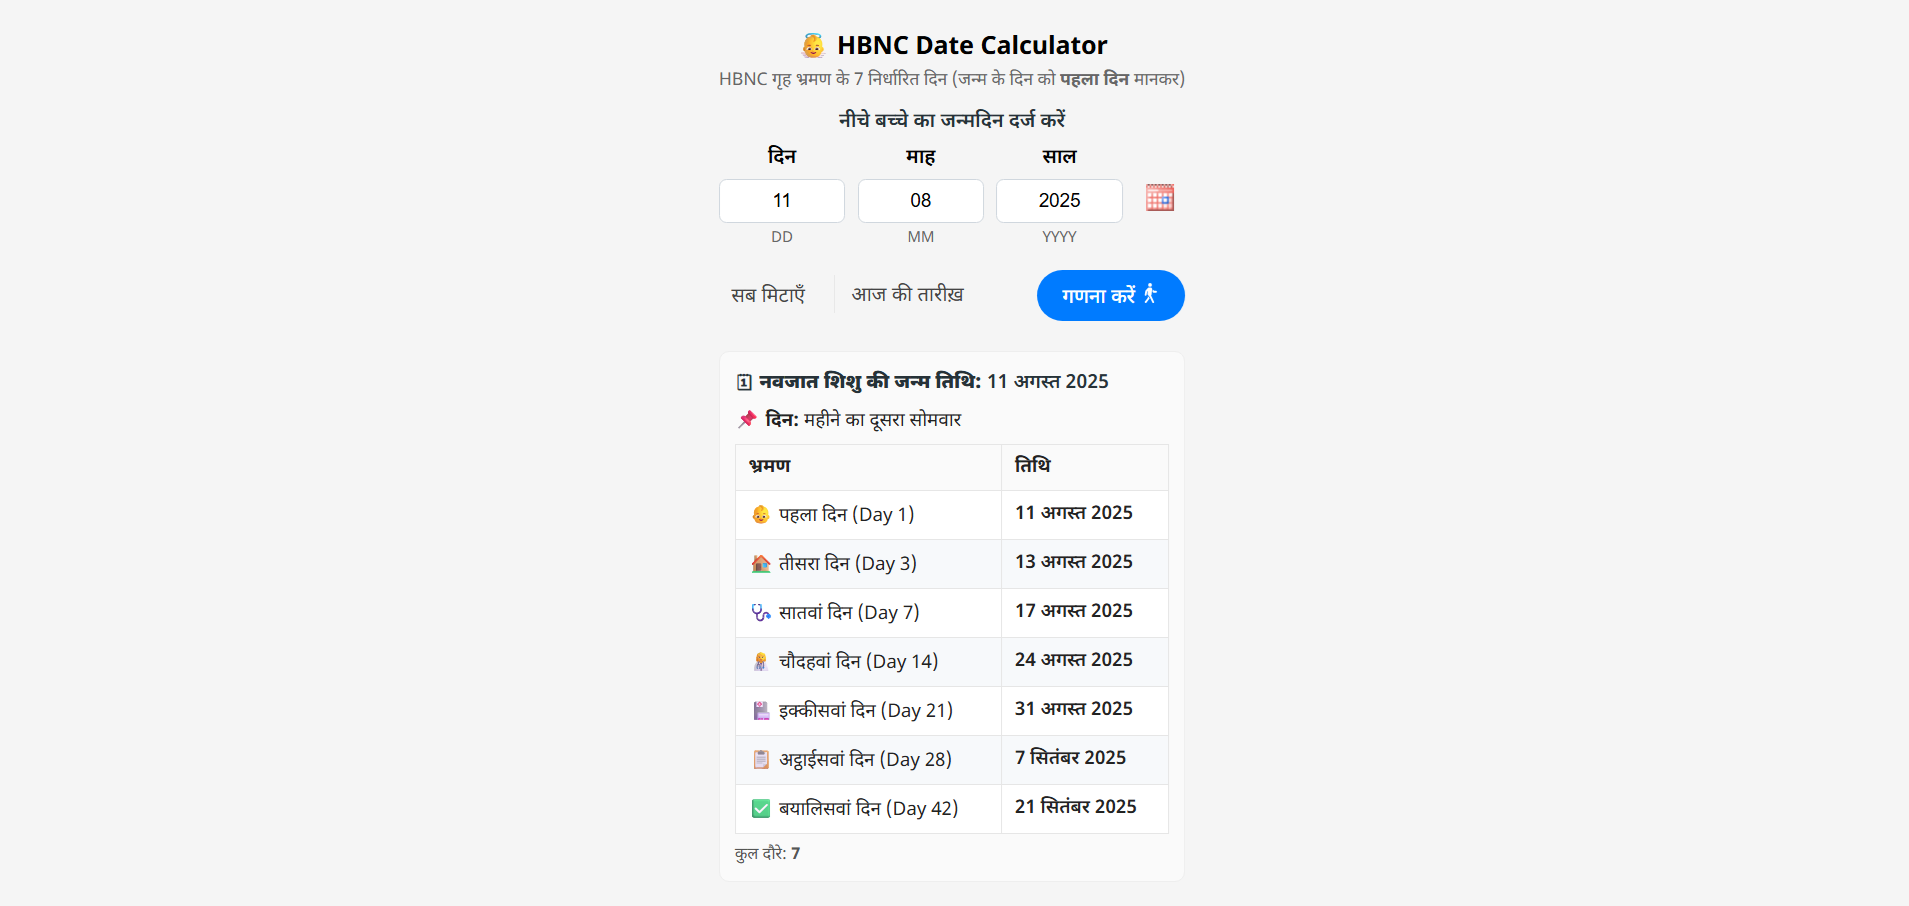 HBNC Date Calculator
HBNC गृह भ्रमण के 7 निर्धारित दिन (जन्म के दिन को पहला दिन मानकर)
नीचे बच्चे का जन्मदिन दर्ज करें
दिन माह साल
11 08 2025
DD MM YYYY
सब मिटाएँ आज की तारीख़ गणना करें
नवजात शिशु की जन्म तिथि: 11 अगस्त 2025
दिन: महीने का दूसरा सोमवार
भ्रमण तिथि
पहला दिन (Day 1) 11 अगस्त 2025
तीसरा दिन (Day 3) 13 अगस्त 2025
सातवां दिन (Day 7) 17 अगस्त 2025
चौदहवां दिन (Day 14) 24 अगस्त 2025
इक्कीसवां दिन (Day 21) 31 अगस्त 2025
अट्ठाईसवां दिन (Day 28) 7 सितंबर 2025
बयालिसवां दिन (Day 42) 21 सितंबर 2025
कुल दौरे: 7